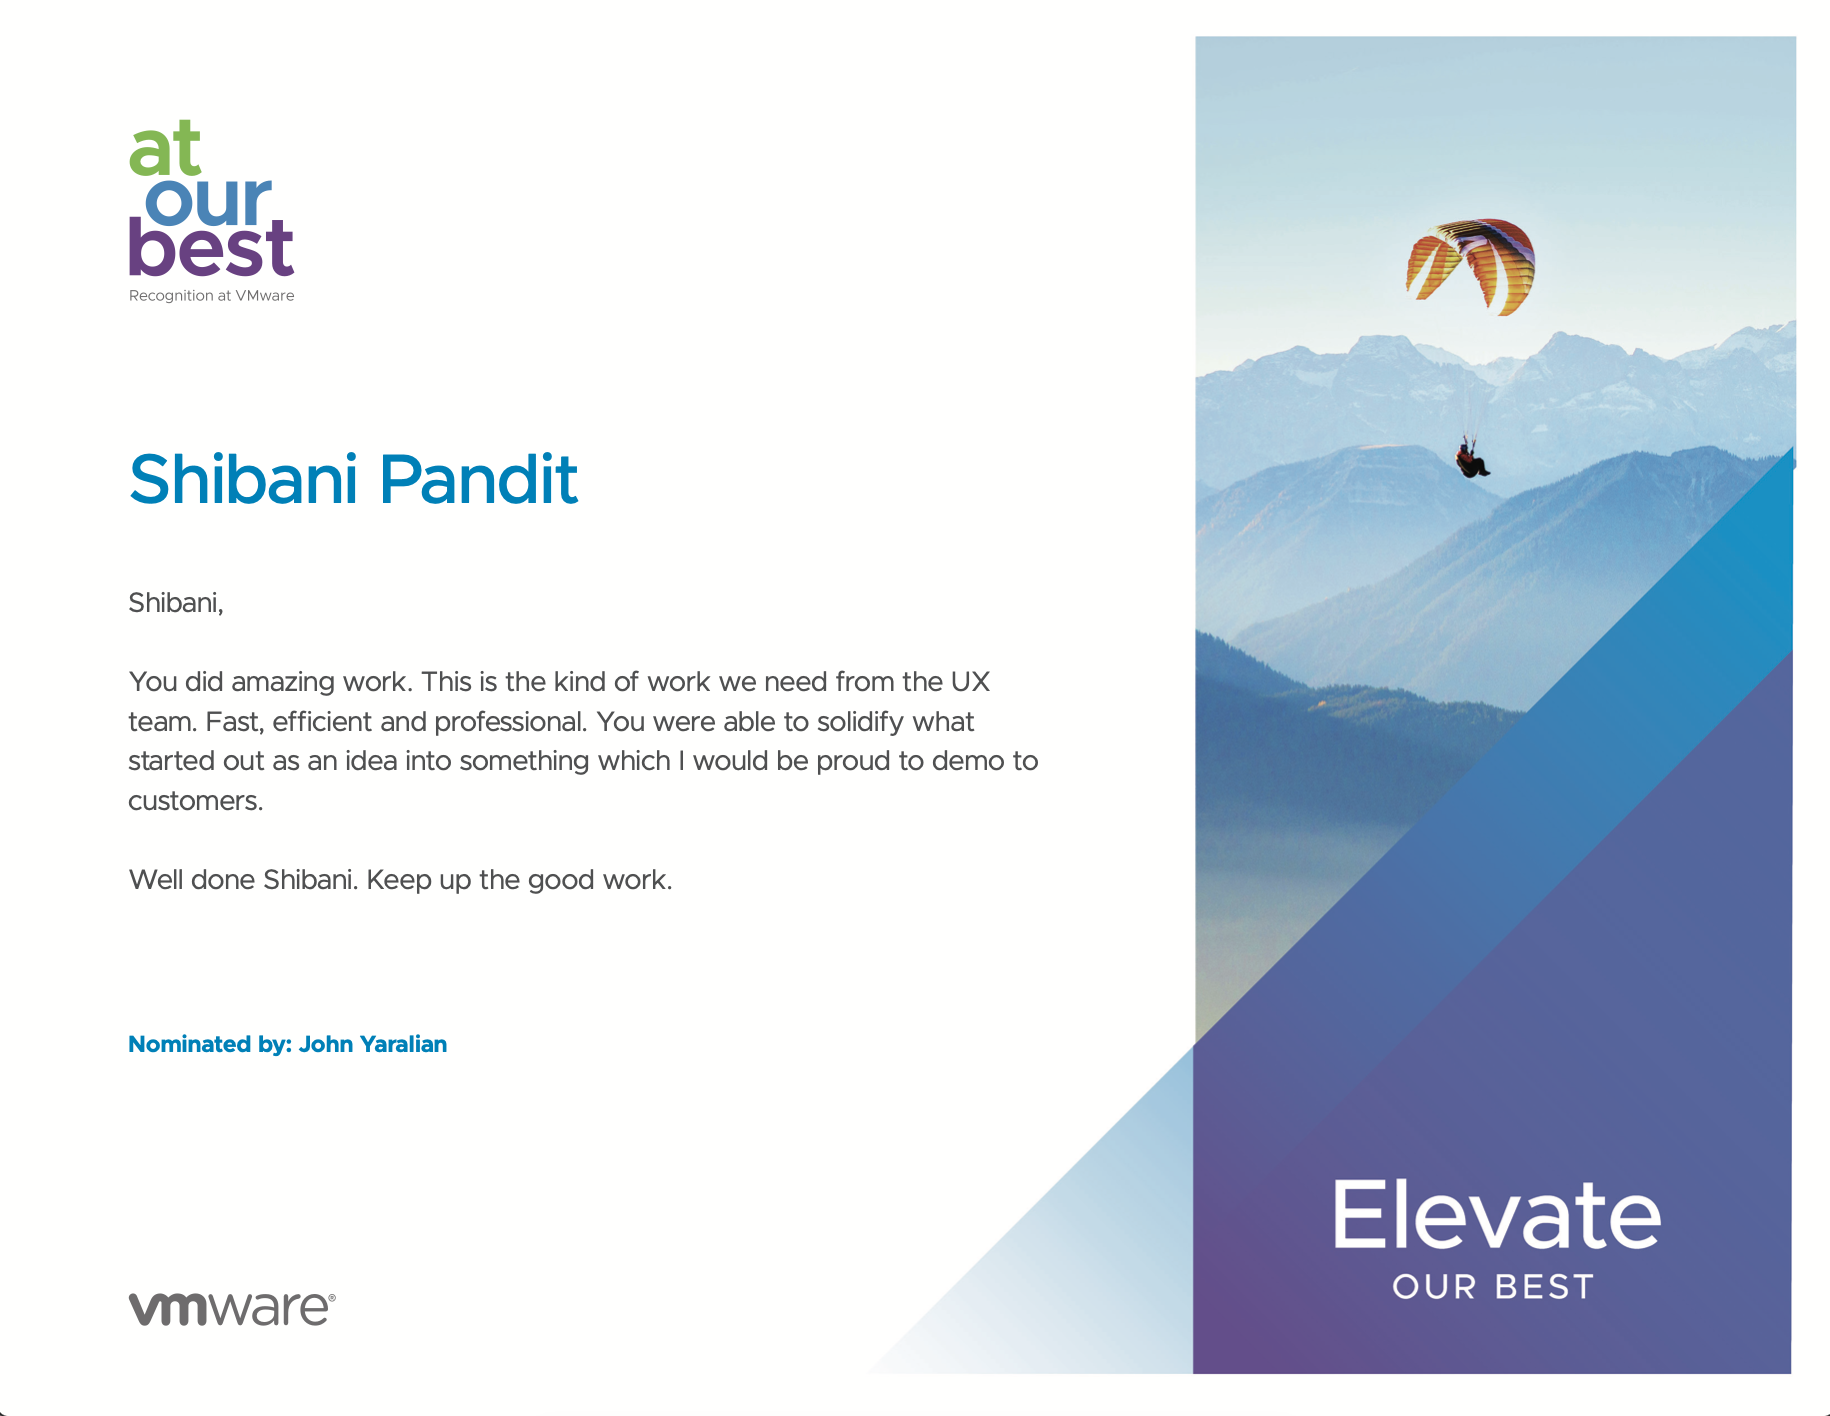 at
our
best
Recognition at VMware
Shibani Pandit
Shibani,
You did amazing work. This is the kind of work we need from the UX
team. Fast, efficient and professional. You were able to solidify what
started out as an idea into something which I would be proud to demo to
customers.
Well done Shibani. Keep up the good work.
Nominated by: John Yaralian
vmware®
Elevate
OUR BEST